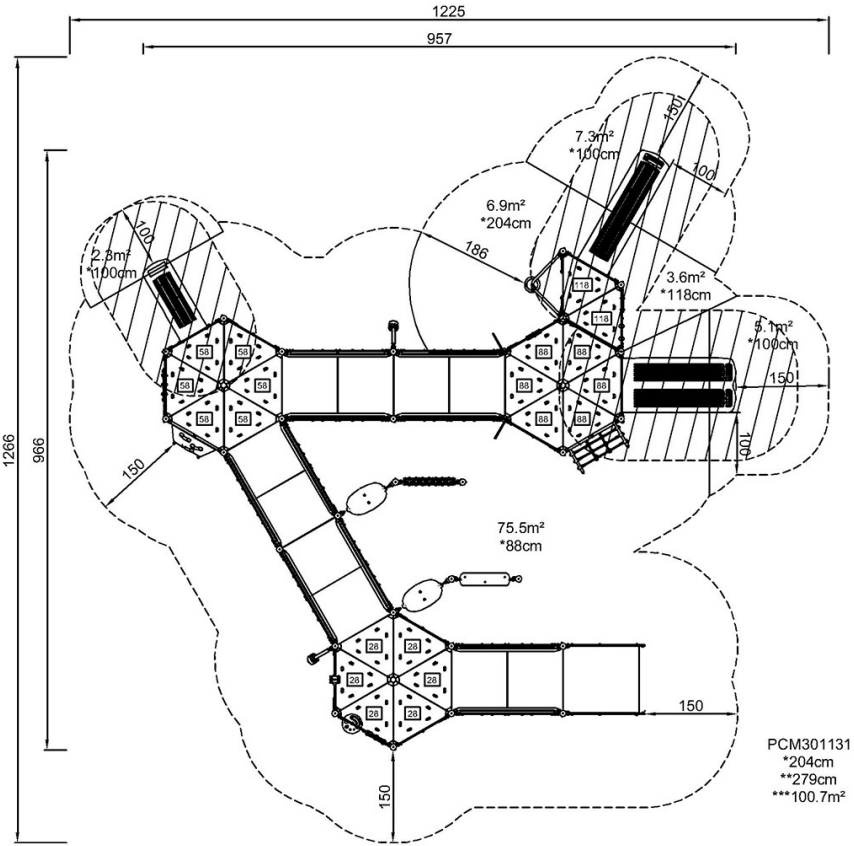 1225
957
150
7.3m²
*100cm
100
6.9m²
*204cm
100
186
2.3m²
*100cm
3.6m²
*118cm
118
118
5.1m²
*100cm
58
58
88
88
58
58
88
88
150
58
58
88
88
1266
966
150
100
75.5m²
*88cm
28
28
28
28
28
28
150
150
PCM301131
*204cm
**279cm
***100.7m²